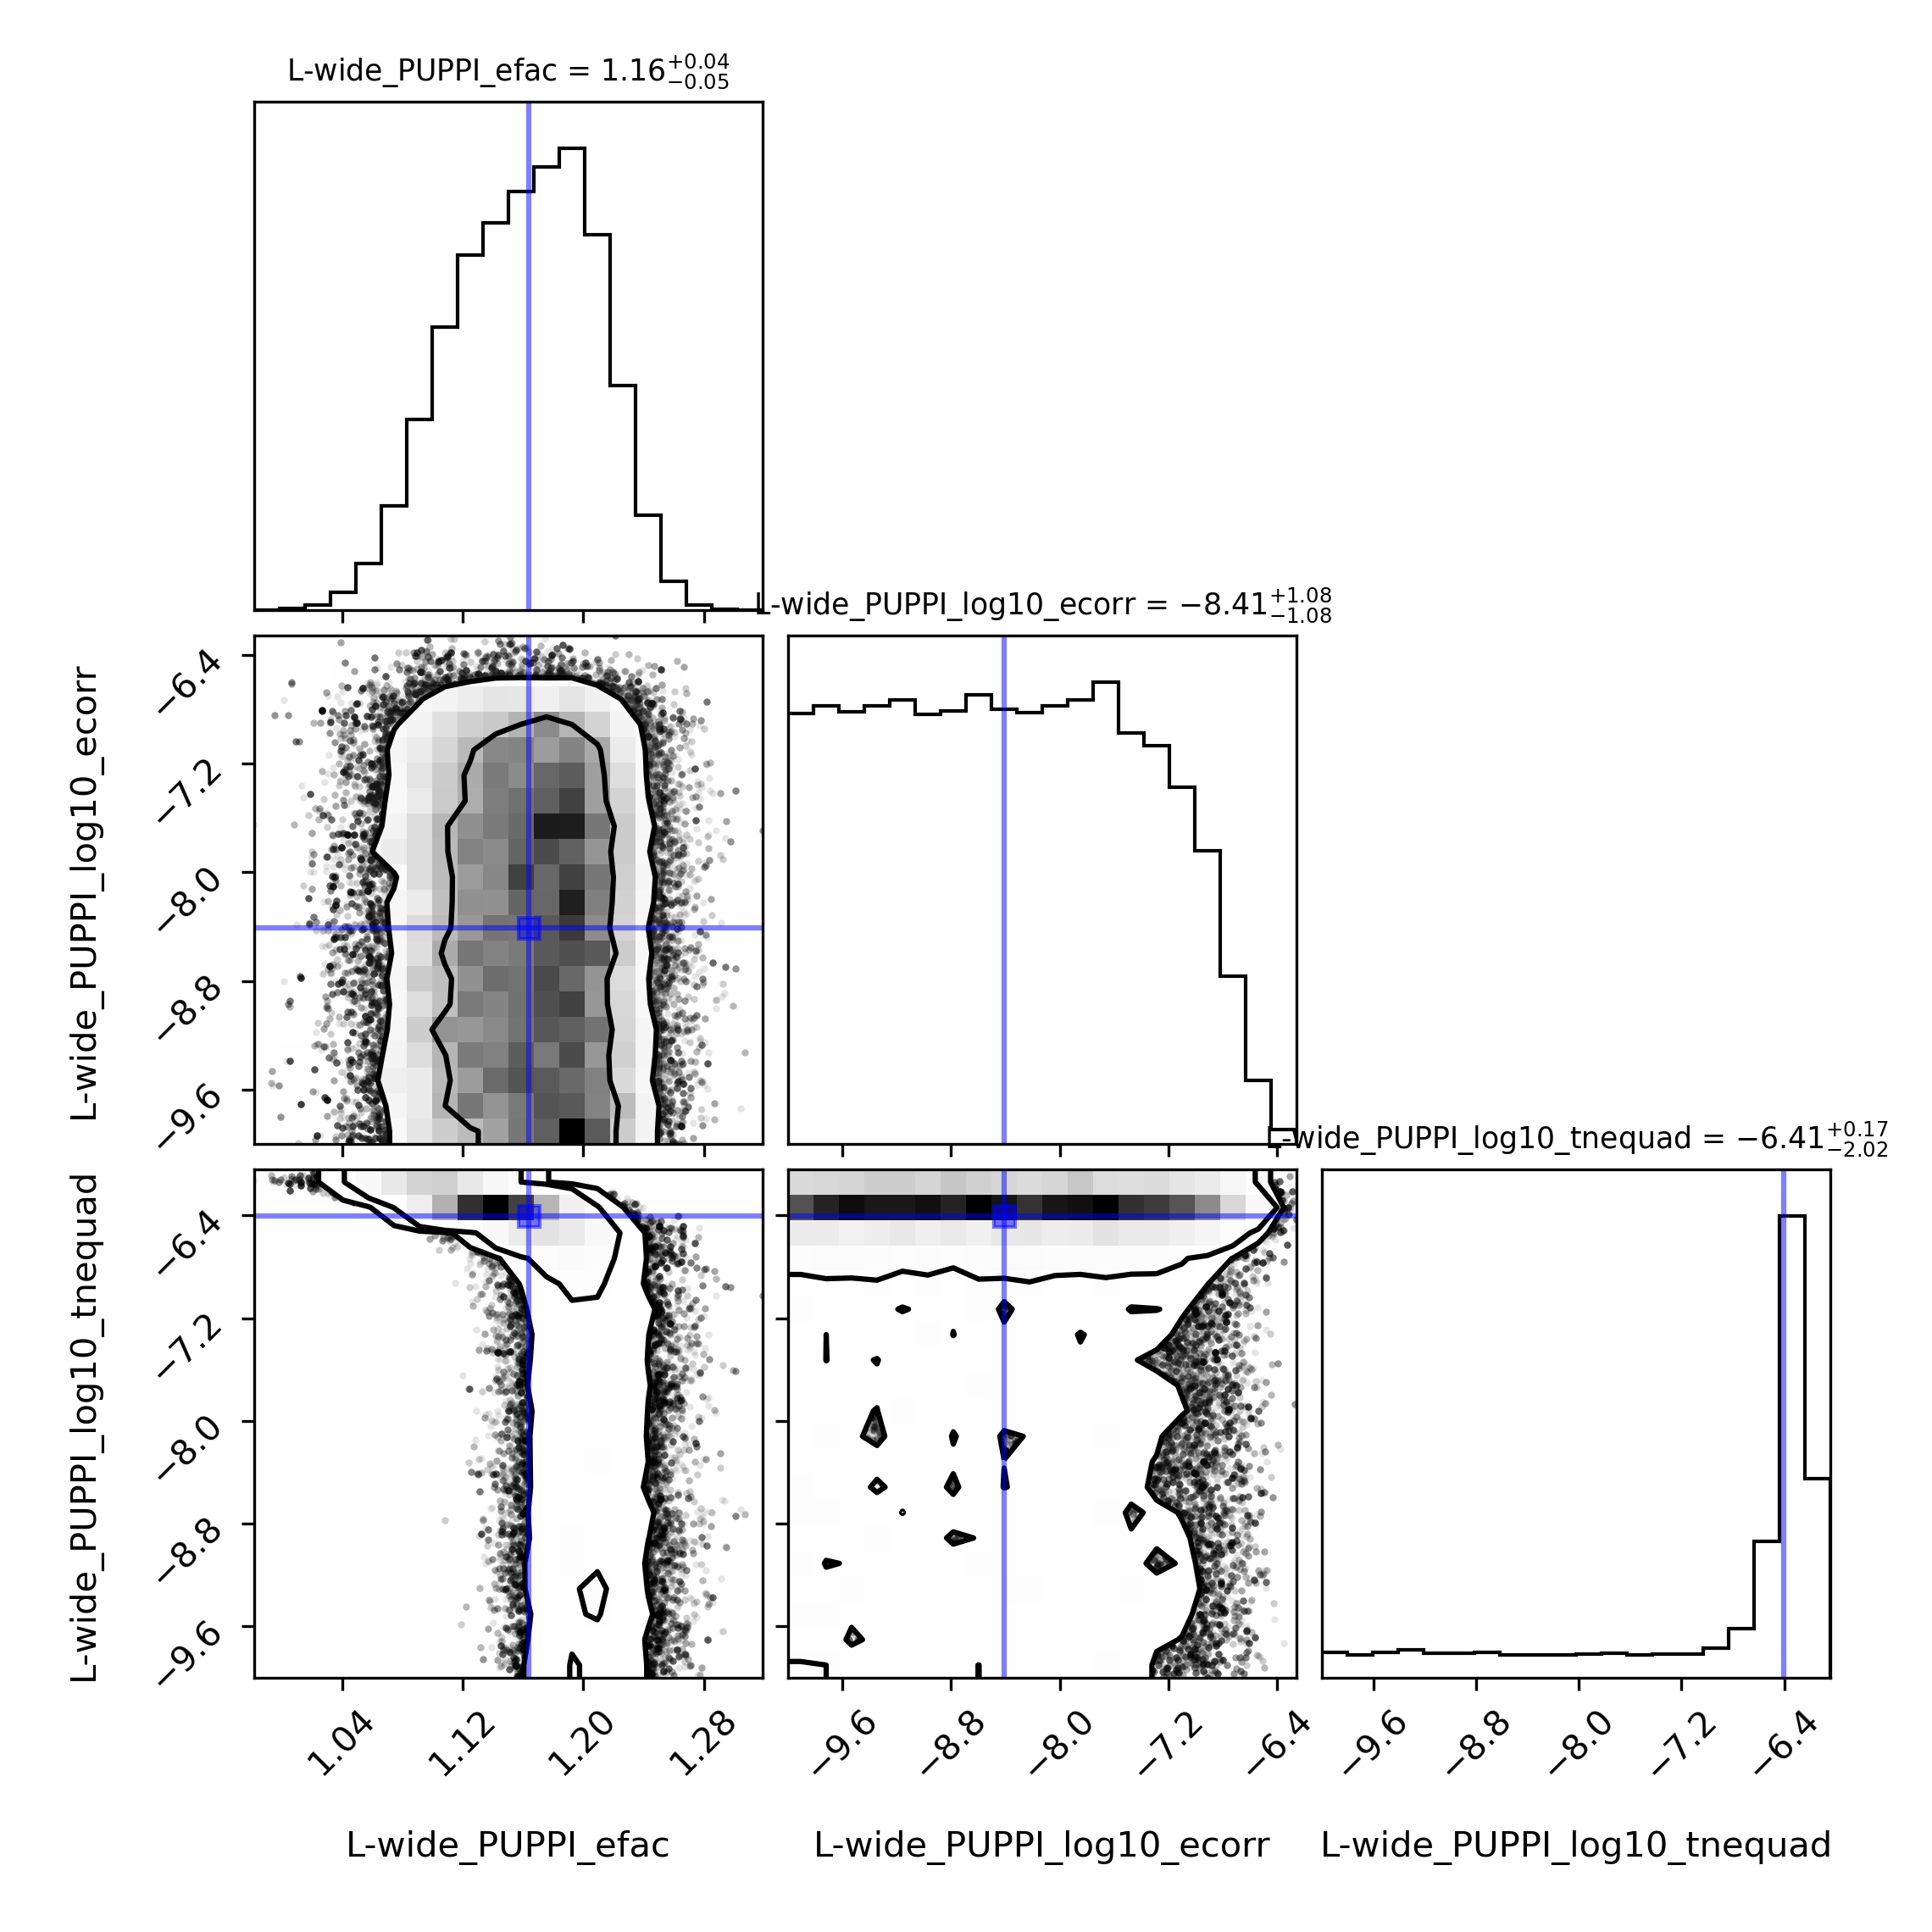 L-wide_PUPPI_efac = 1.16+0.04−0.05
L-wide_PUPPI_log10_ecorr = −8.41+1.08−1.08
L-wide_PUPPI_log10_tnequad = −6.41+0.17−2.02
L-wide_PUPPI_log10_ecorr
−6.4
−7.2
−8.0
−8.8
−9.6
L-wide_PUPPI_log10_tnequad
−6.4
−7.2
−8.0
−8.8
−9.6
1.04 1.12 1.20 1.28
−9.6 −8.8 −8.0 −7.2 −6.4
−9.6 −8.8 −8.0 −7.2 −6.4
L-wide_PUPPI_efac
L-wide_PUPPI_log10_ecorr
L-wide_PUPPI_log10_tnequad